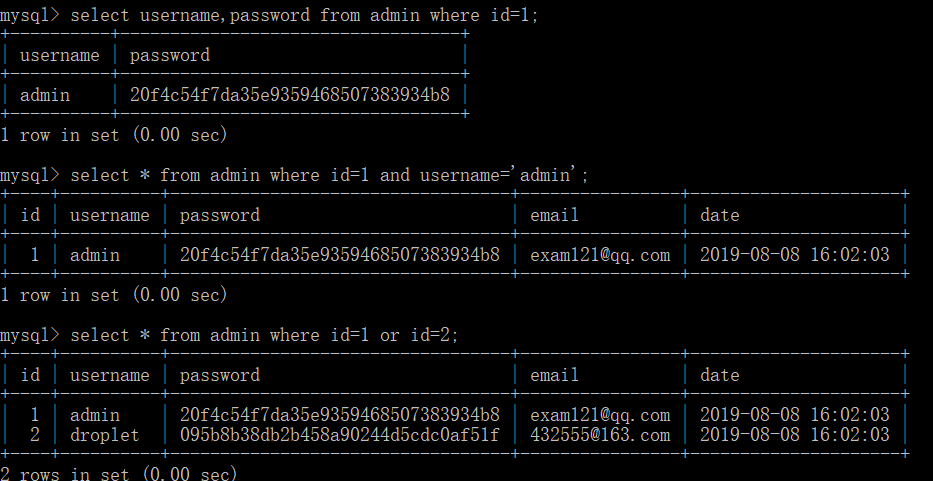 mysql> select username,password from admin where id=1;
+----------+----------------------------------+
| username | password                         |
+----------+----------------------------------+
| admin    | 20f4c54f7da35e9359468507383934b8 |
+----------+----------------------------------+
1 row in set (0.00 sec)
mysql> select * from admin where id=1 and username='admin';
+----+----------+----------------------------------+----------------+---------------------+
| id | username | password                         | email          | date                |
+----+----------+----------------------------------+----------------+---------------------+
|  1 | admin    | 20f4c54f7da35e9359468507383934b8 | exam121@qq.com | 2019-08-08 16:02:03 |
+----+----------+----------------------------------+----------------+---------------------+
1 row in set (0.00 sec)
mysql> select * from admin where id=1 or id=2;
+----+----------+----------------------------------+----------------+---------------------+
| id | username | password                         | email          | date                |
+----+----------+----------------------------------+----------------+---------------------+
|  1 | admin    | 20f4c54f7da35e9359468507383934b8 | exam121@qq.com | 2019-08-08 16:02:03 |
|  2 | droplet  | 095b8b38db2b458a90244d5cdc0af51f | 432555@163.com | 2019-08-08 16:02:03 |
+----+----------+----------------------------------+----------------+---------------------+
2 rows in set (0.00 sec)